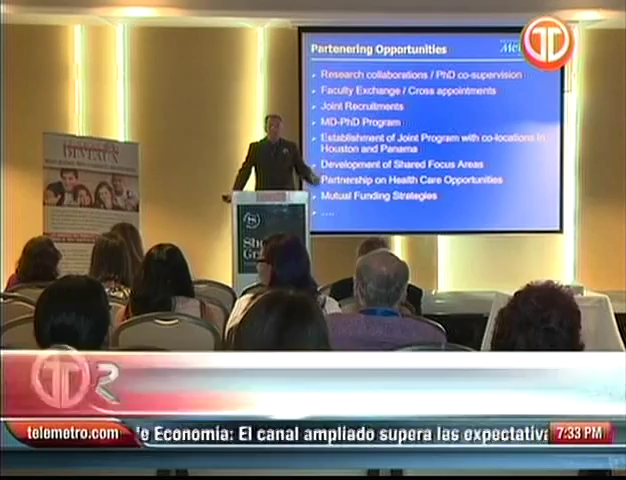 Partenering Opportunities
Research collaborations / PhD co-supervision
Faculty Exchange / Cross appointments
Joint Recruitments
MD-PhD Program
Establishment of Joint Program with co-locations in
Houston and Panama
Development of Shared Focus Areas
Partnership on Health Care Opportunities
Mutual Funding Strategies
....
R
telemetro.com
e Economía: El canal ampliado supera las expectativa
7:33 PM